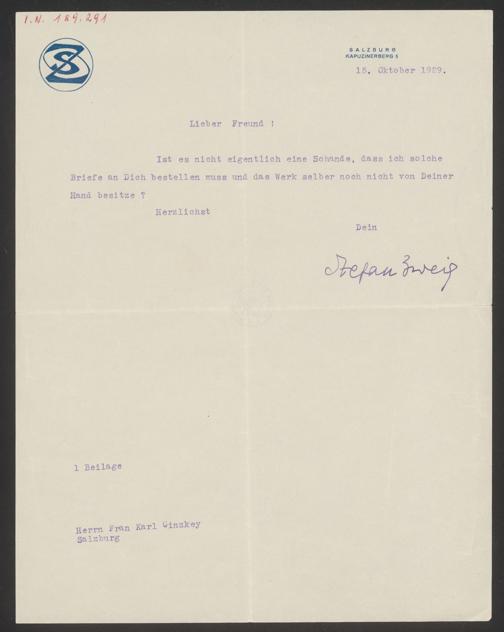 I.N. 189.291
SZ
SALZBURG
KAPUZINERBERG 5
15. Oktober 1929.
Lieber Freund !
Ist es nicht eigentlich eine Schande, dass ich solche
Briefe an Dich bestellen muss und das Werk selber noch nicht von Deiner
Hand besitze ?
Herzlichst
Dein
Stefan Zweig
1 Beilage
Herrn Fran Karl Ginzkey
Salzburg